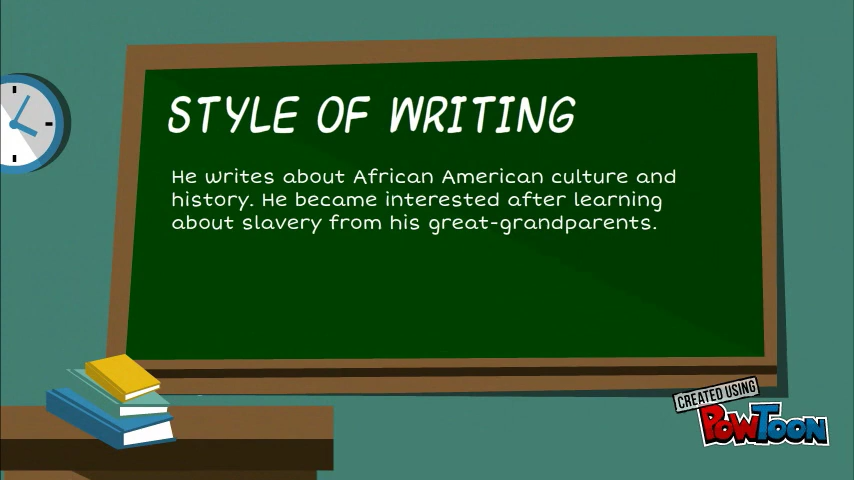 STYLE OF WRITING
He writes about African American culture and
history. He became interested after learning
about slavery from his great-grandparents.
CREATED USING
POWTOON